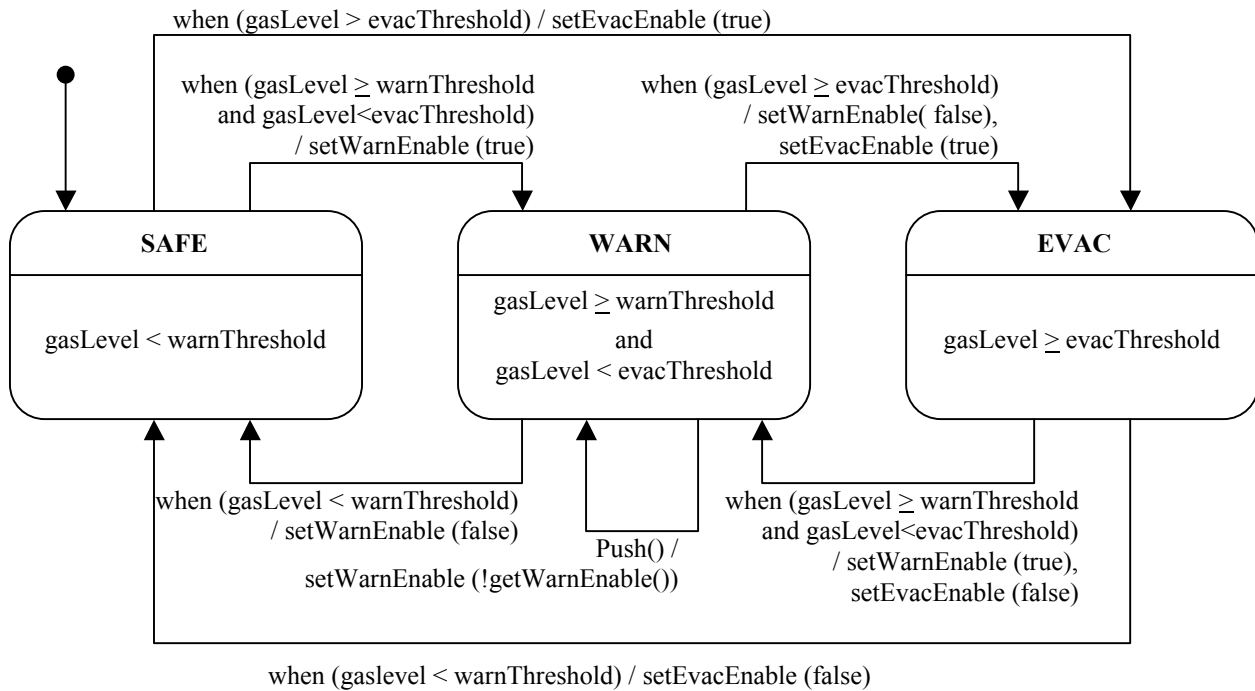 when (gasLevel > evacThreshold) / setEvacEnable (true)
when (gasLevel ≥ warnThreshold
and gasLevel<evacThreshold)
/ setWarnEnable (true)
when (gasLevel ≥ evacThreshold)
/ setWarnEnable( false),
setEvacEnable (true)
SAFE
gasLevel < warnThreshold
WARN
gasLevel ≥ warnThreshold
and
gasLevel < evacThreshold
EVAC
gasLevel ≥ evacThreshold
when (gasLevel < warnThreshold)
/ setWarnEnable (false)
Push() /
setWarnEnable (!getWarnEnable())
when (gasLevel ≥ warnThreshold
and gasLevel<evacThreshold)
/ setWarnEnable (true),
setEvacEnable (false)
when (gaslevel < warnThreshold) / setEvacEnable (false)